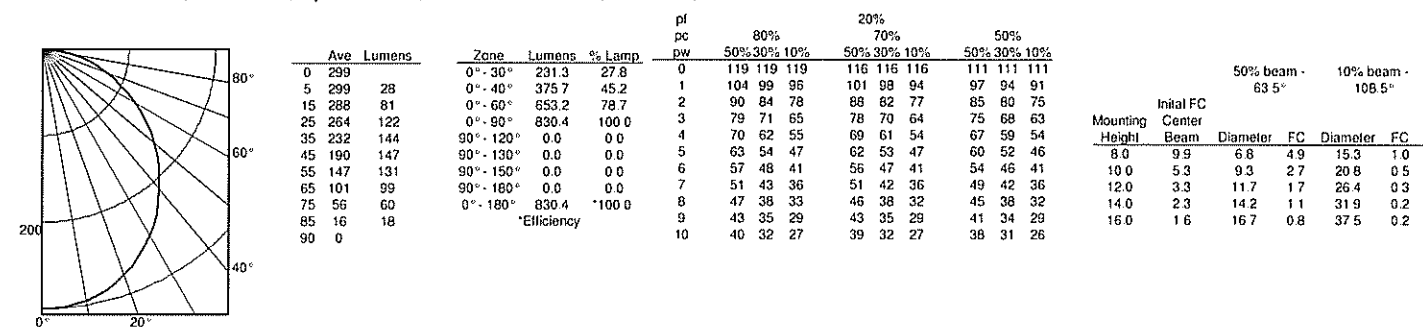 80°
60°
200
40°
0° 20°
Ave Lumens
0 299
5 299 28
15 288 81
25 264 122
35 232 144
45 190 147
55 147 131
65 101 99
75 56 60
85 16 18
90 0
Zone Lumens % Lamp
0° - 30° 231.3 27.8
0° - 40° 375.7 45.2
0° - 60° 653.2 78.7
0° - 90° 830.4 100.0
90° - 120° 0.0 0.0
90° - 130° 0.0 0.0
90° - 150° 0.0 0.0
90° - 180° 0.0 0.0
0° - 180° 830.4 *100.0
*Efficiency
pf 20%
pc 80% 70% 50%
pw 50% 30% 10% 50% 30% 10% 50% 30% 10%
0 119 119 119 116 116 116 111 111 111
1 104 99 96 101 98 94 97 94 91
2 90 84 78 88 82 77 85 80 75
3 79 71 65 78 70 64 75 68 63
4 70 62 55 69 61 54 67 59 54
5 63 54 47 62 53 47 60 52 46
6 57 48 41 56 47 41 54 46 41
7 51 43 36 51 42 36 49 42 36
8 47 38 33 46 38 32 45 38 32
9 43 35 29 43 35 29 41 34 29
10 40 32 27 39 32 27 38 31 26
50% beam - 10% beam -
63.5° 108.5°
Inital FC
Mounting Center
Height Beam Diameter FC Diameter FC
8.0 9.9 6.8 4.9 15.3 1.0
10.0 5.3 9.3 2.7 20.8 0.5
12.0 3.3 11.7 1.7 26.4 0.3
14.0 2.3 14.2 1.1 31.9 0.2
16.0 1.6 16.7 0.8 37.5 0.2